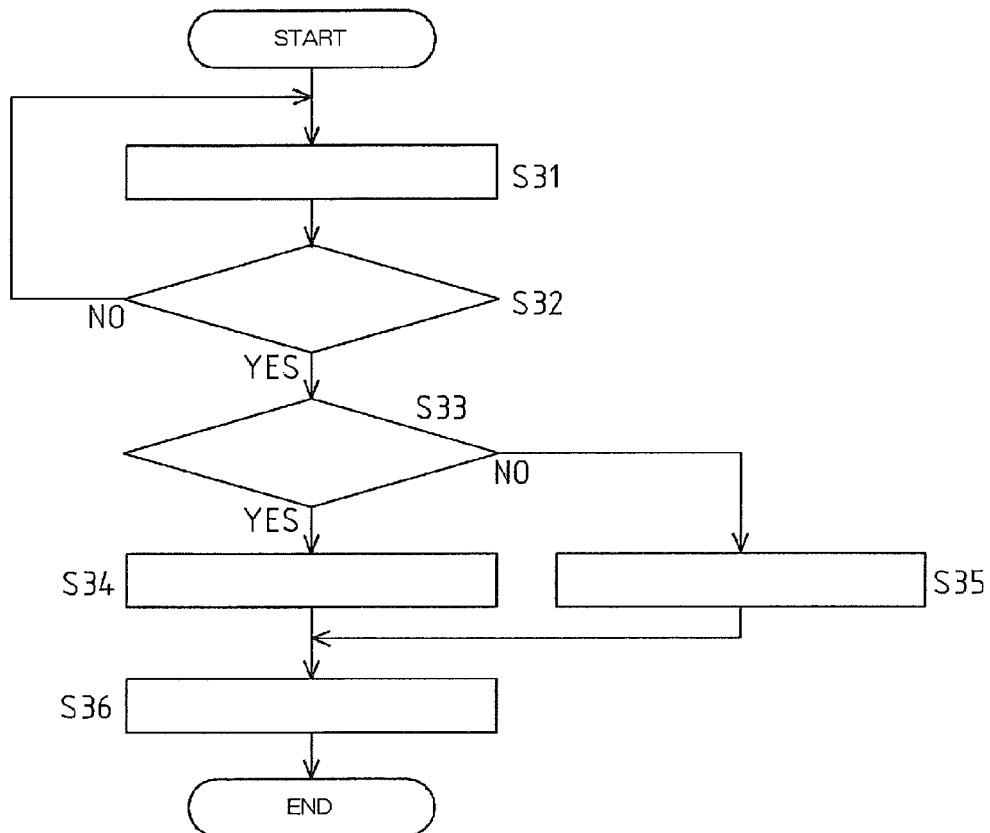 START
S31
S32
NO
YES
S33
NO
YES
S34
S35
S36
END